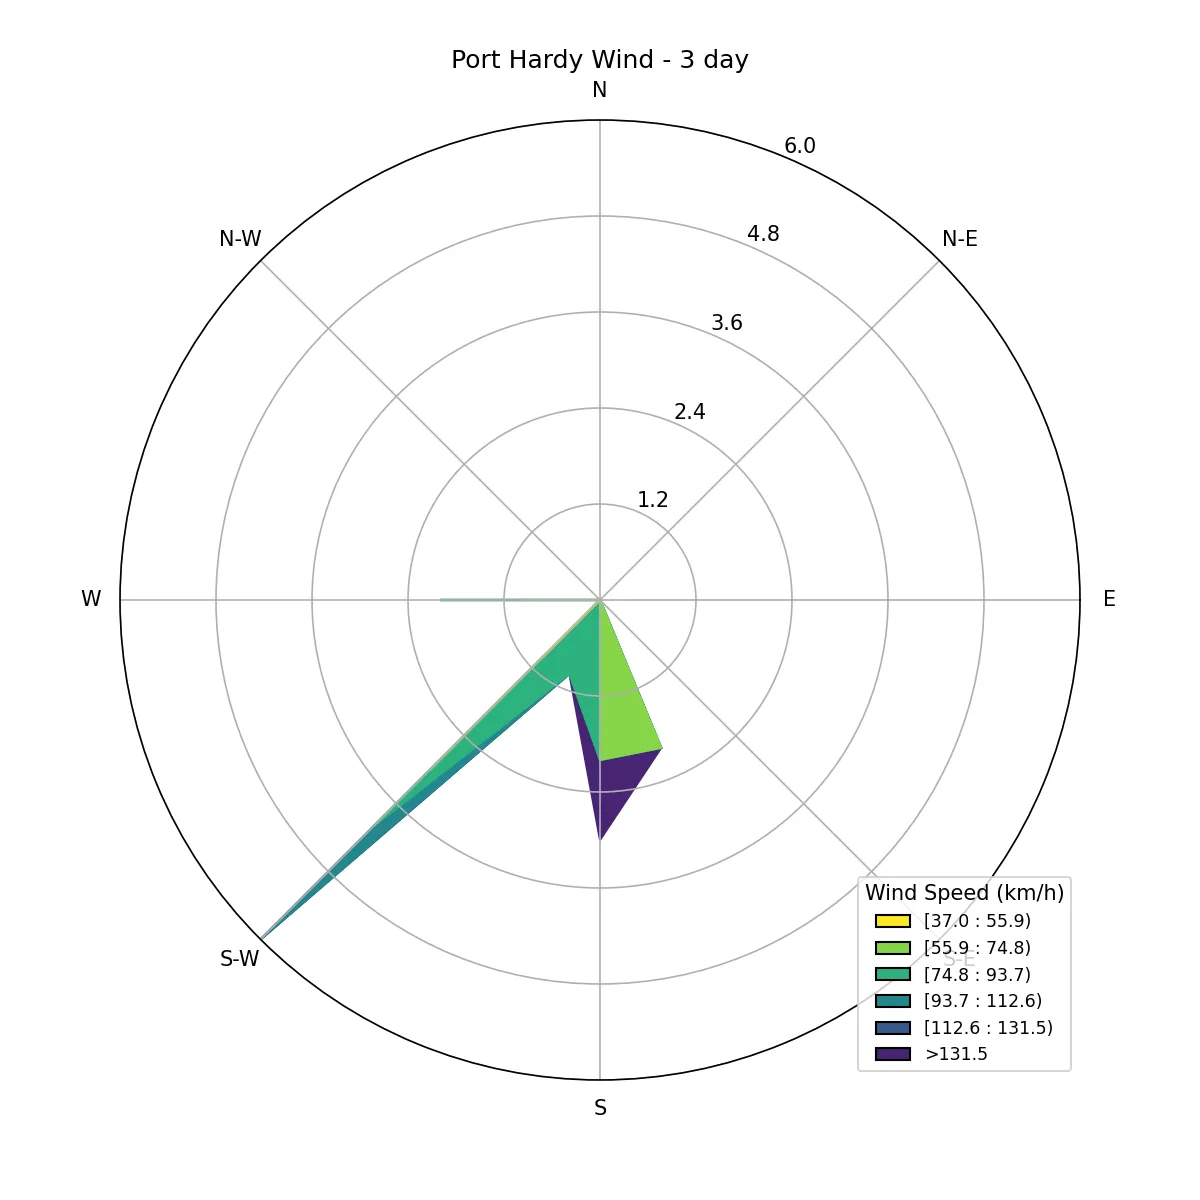 Port Hardy Wind - 3 day
N
6.0
N-W
N-E
4.8
3.6
2.4
1.2
W
E
Wind Speed (km/h)
[37.0 : 55.9)
[55.9 : 74.8)
S-W
S-E
[74.8 : 93.7)
[93.7 : 112.6)
[112.6 : 131.5)
>131.5
S